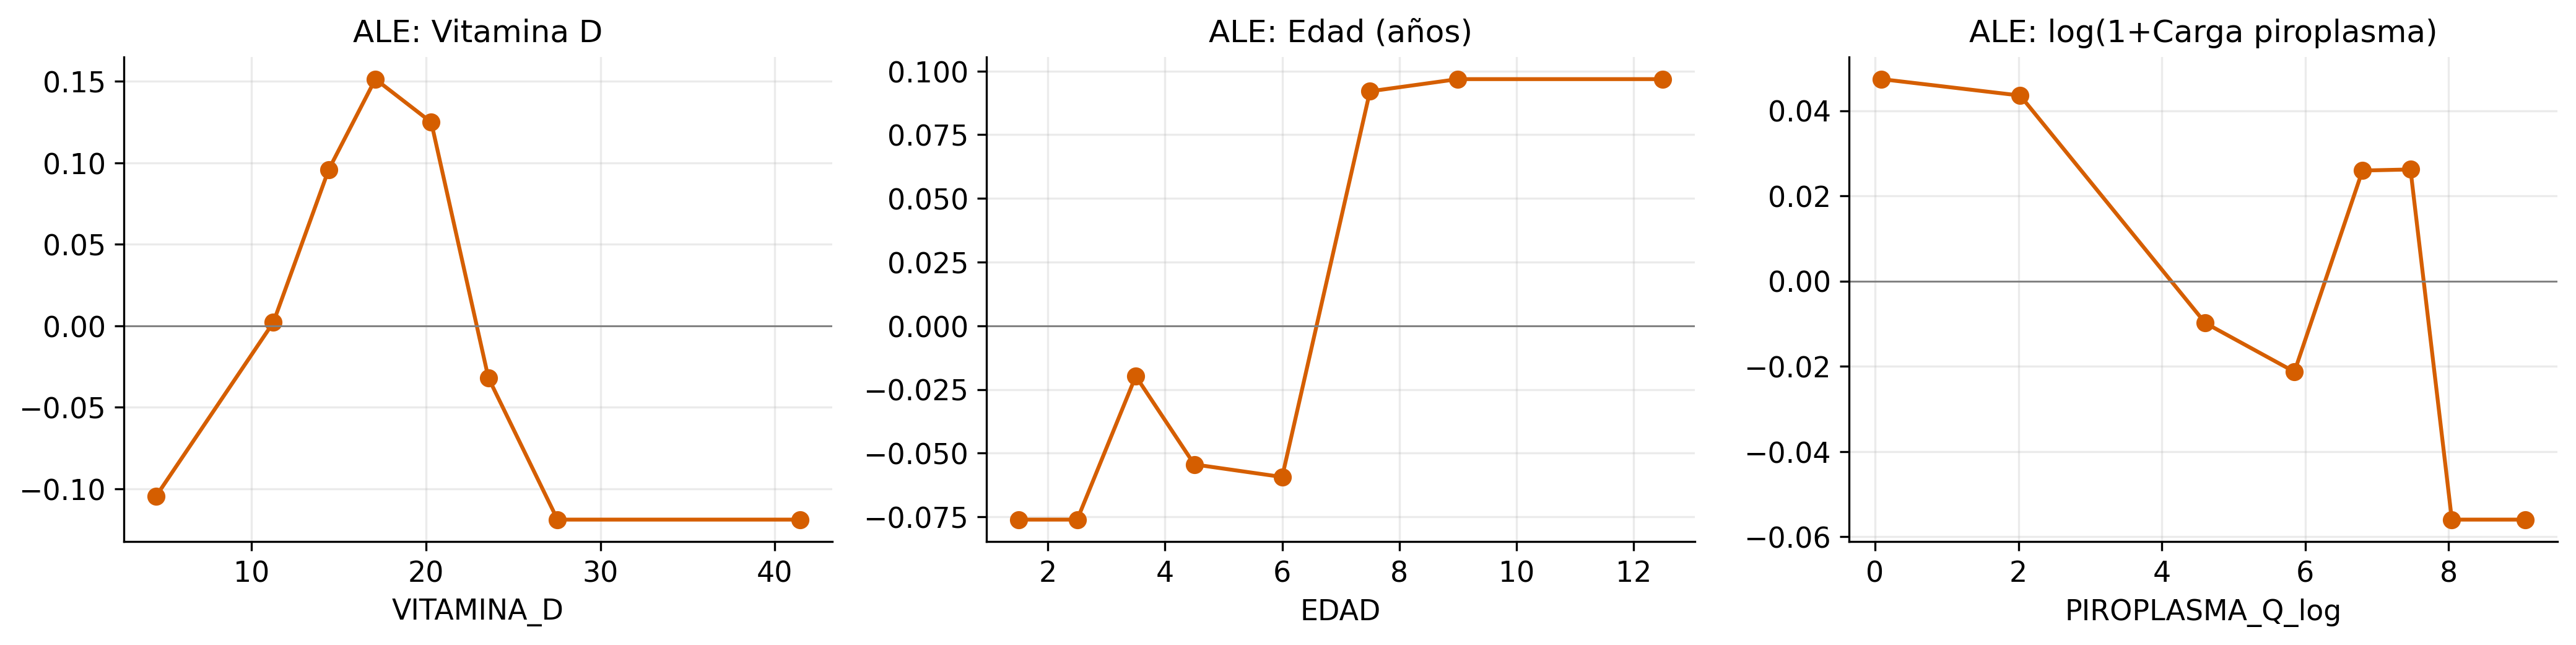 ALE: Vitamina D
0.15
0.10
0.05
0.00
−0.05
−0.10
10 20 30 40
VITAMINA_D
ALE: Edad (años)
0.100
0.075
0.050
0.025
0.000
−0.025
−0.050
−0.075
2 4 6 8 10 12
EDAD
ALE: log(1+Carga piroplasma)
0.04
0.02
0.00
−0.02
−0.04
−0.06
0 2 4 6 8
PIROPLASMA_Q_log